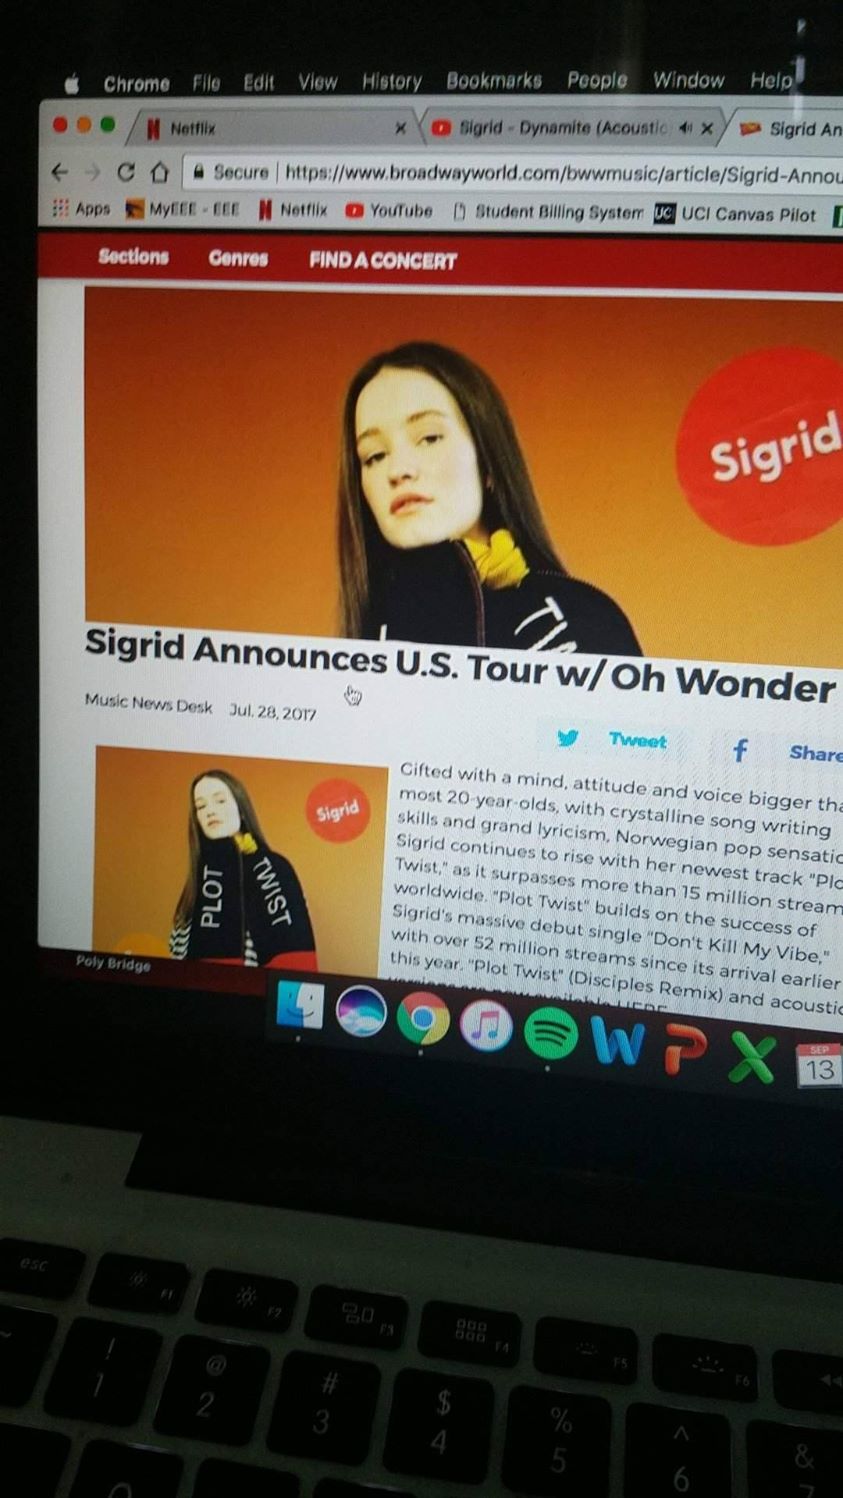 Chrome File Edit View History Bookmarks People Window Help
Netflix Sigrid - Dynamite (Acoustic Sigrid An
Secure https://www.broadwayworld.com/bwwmusic/article/Sigrid-Annou
Apps MyEEE - EEE Netflix YouTube Student Billing System UC UCI Canvas Pilot
Sections Genres FIND A CONCERT
Sigrid
TW
Sigrid Announces U.S. Tour w/ Oh Wonder
Music News Desk Jul. 28, 2017
Tweet Share
Sigrid
PLOT TWIST
Gifted with a mind, attitude and voice bigger tha
most 20-year-olds, with crystalline song writing
skills and grand lyricism, Norwegian pop sensatio
Sigrid continues to rise with her newest track "Plo
Twist," as it surpasses more than 15 million stream
worldwide. "Plot Twist" builds on the success of
Sigrid's massive debut single "Don't Kill My Vibe,"
with over 52 million streams since its arrival earlier
this year. "Plot Twist" (Disciples Remix) and acoustic
Poly Bridge
SEP
13
esc F1 F2 F3 F4 F5 F6
~ ! @ # $ % ^ &
1 2 3 4 5 6 7